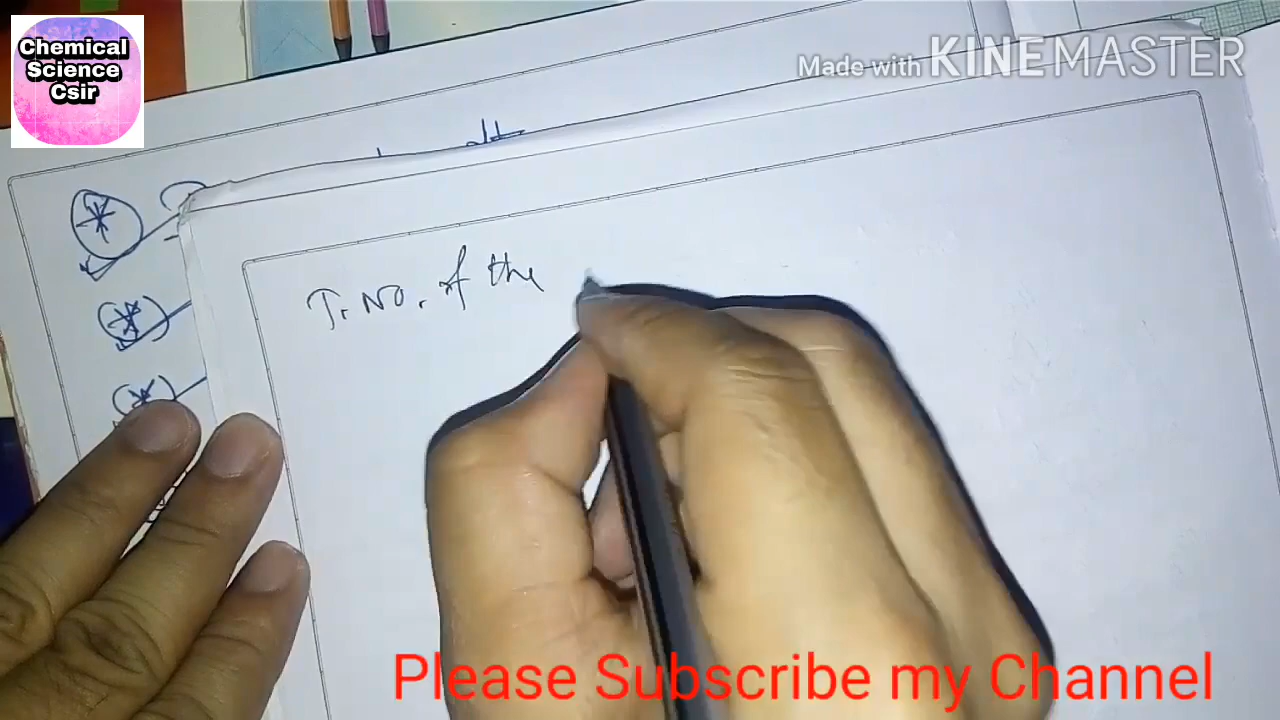 Chemical
Science
Csir
Made with KINEMASTER
T. No. of the
Please Subscribe my Channel